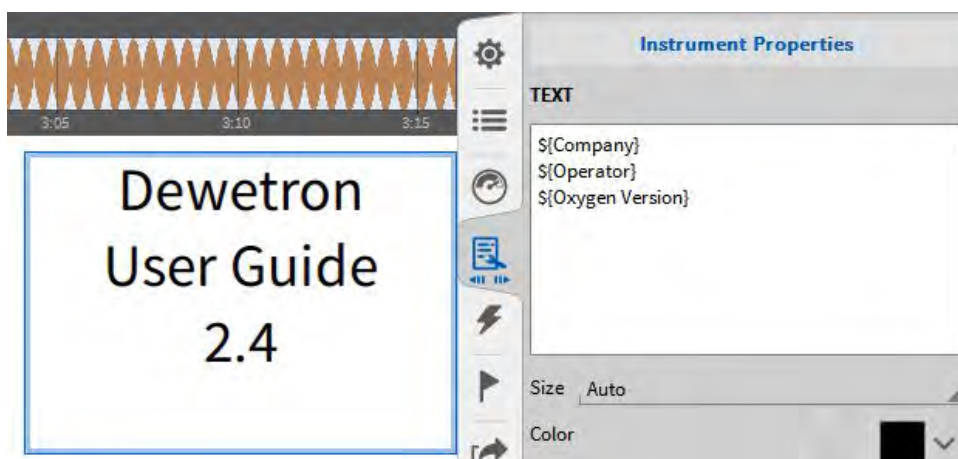 3:05
3:10
3:15
Dewetron
User Guide
2.4
Instrument Properties
TEXT
${Company}
${Operator}
${Oxygen Version}
Size Auto
Color